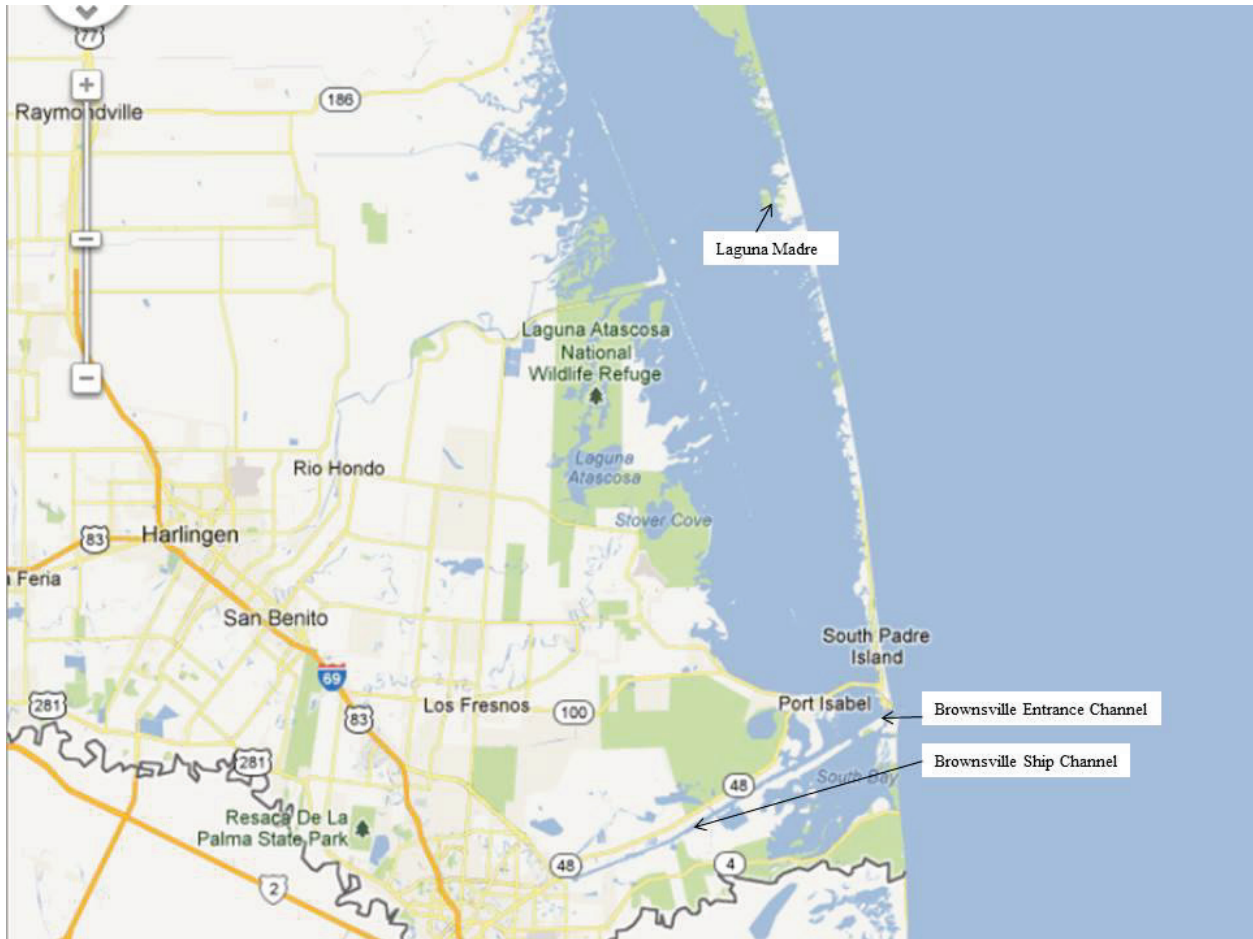 77
Raymondville
186
Laguna Madre
Laguna Atascosa
National
Wildlife Refuge
Laguna
Atascosa
Rio Hondo
Stover Cove
83
Harlingen
a Feria
San Benito
South Padre
Island
69
281
83
Los Fresnos
100
Port Isabel
Brownsville Entrance Channel
281
Brownsville Ship Channel
South Bay
48
Resaca De La
Palma State Park
48
4
2